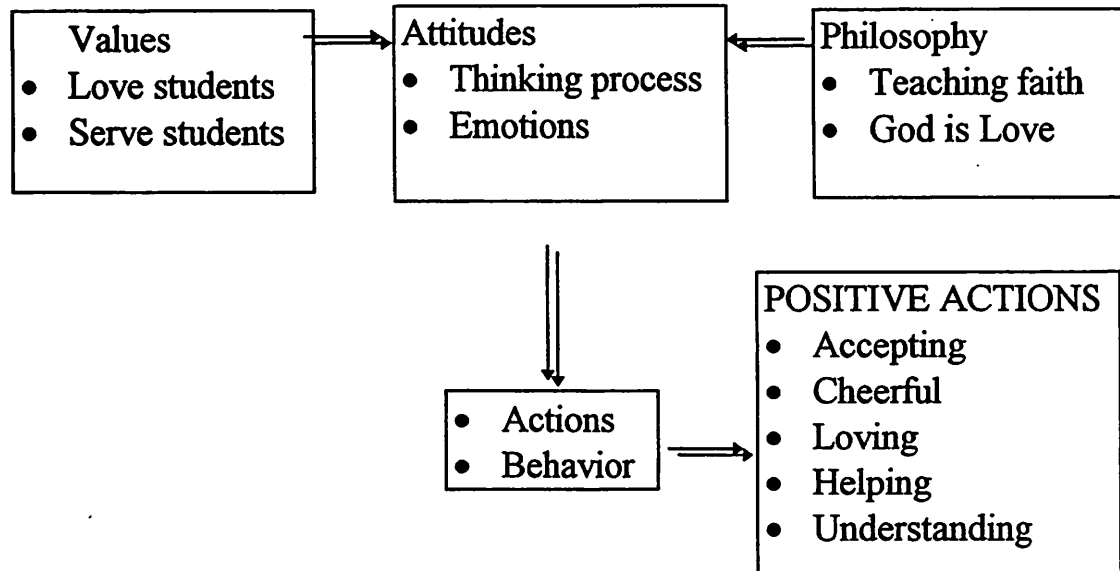 Values
• Love students
• Serve students
Attitudes
• Thinking process
• Emotions
Philosophy
• Teaching faith
• God is Love
• Actions
• Behavior
POSITIVE ACTIONS
• Accepting
• Cheerful
• Loving
• Helping
• Understanding